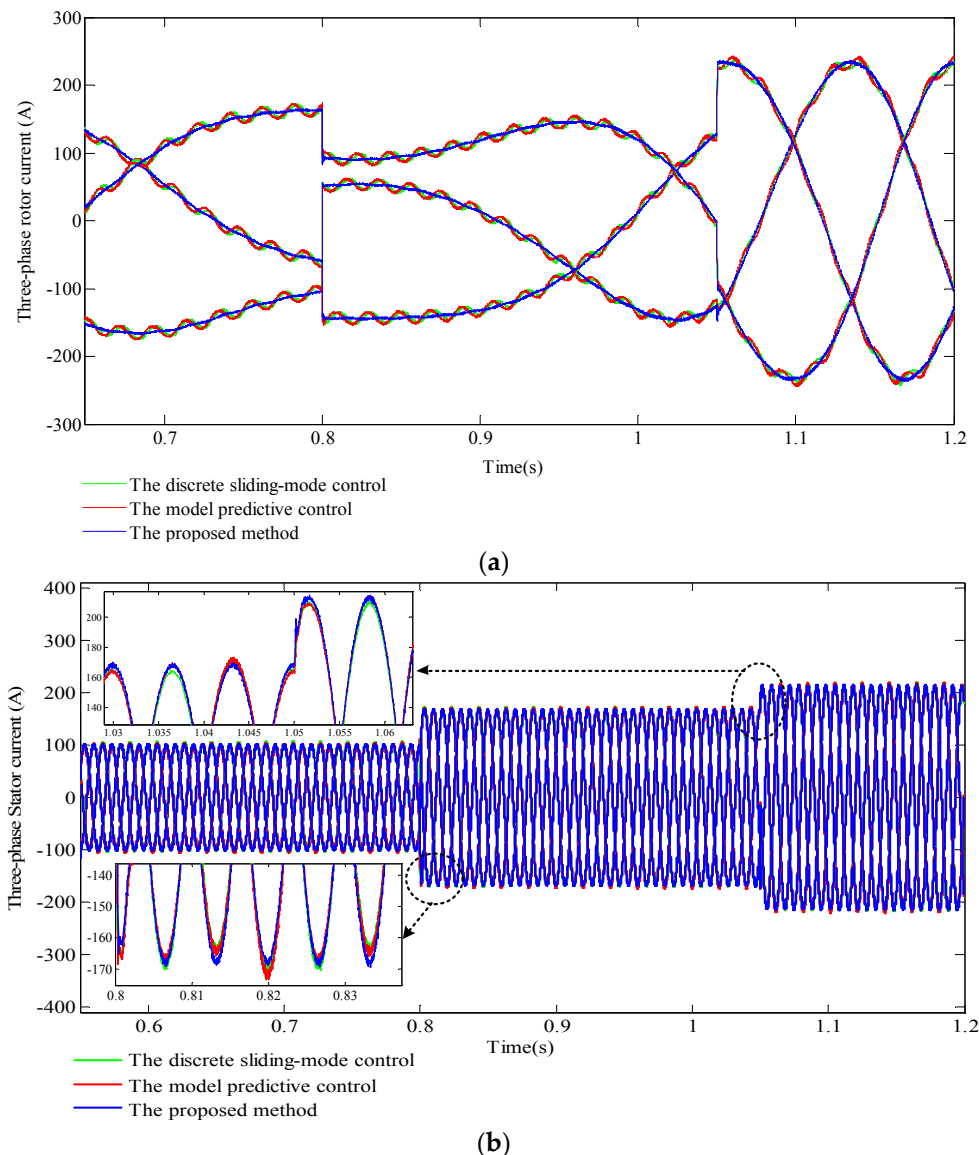 300
200
100
0
-100
-200
-300
Three-phase rotor current (A)
0.7 0.8 0.9 1 1.1 1.2
Time(s)
The discrete sliding-mode control
The model predictive control
The proposed method
(a)
400
300
200
100
0
-100
-200
-300
-400
Three-phase Stator current (A)
200
180
160
140
1.03 1.035 1.04 1.045 1.05 1.055 1.06
-140
-150
-160
-170
0.8 0.81 0.82 0.83
0.6 0.7 0.8 0.9 1 1.1 1.2
Time(s)
The discrete sliding-mode control
The model predictive control
The proposed method
(b)